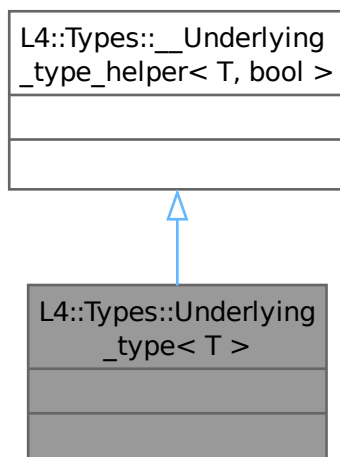 L4::Types::__Underlying
_type_helper< T, bool >
L4::Types::Underlying
_type< T >